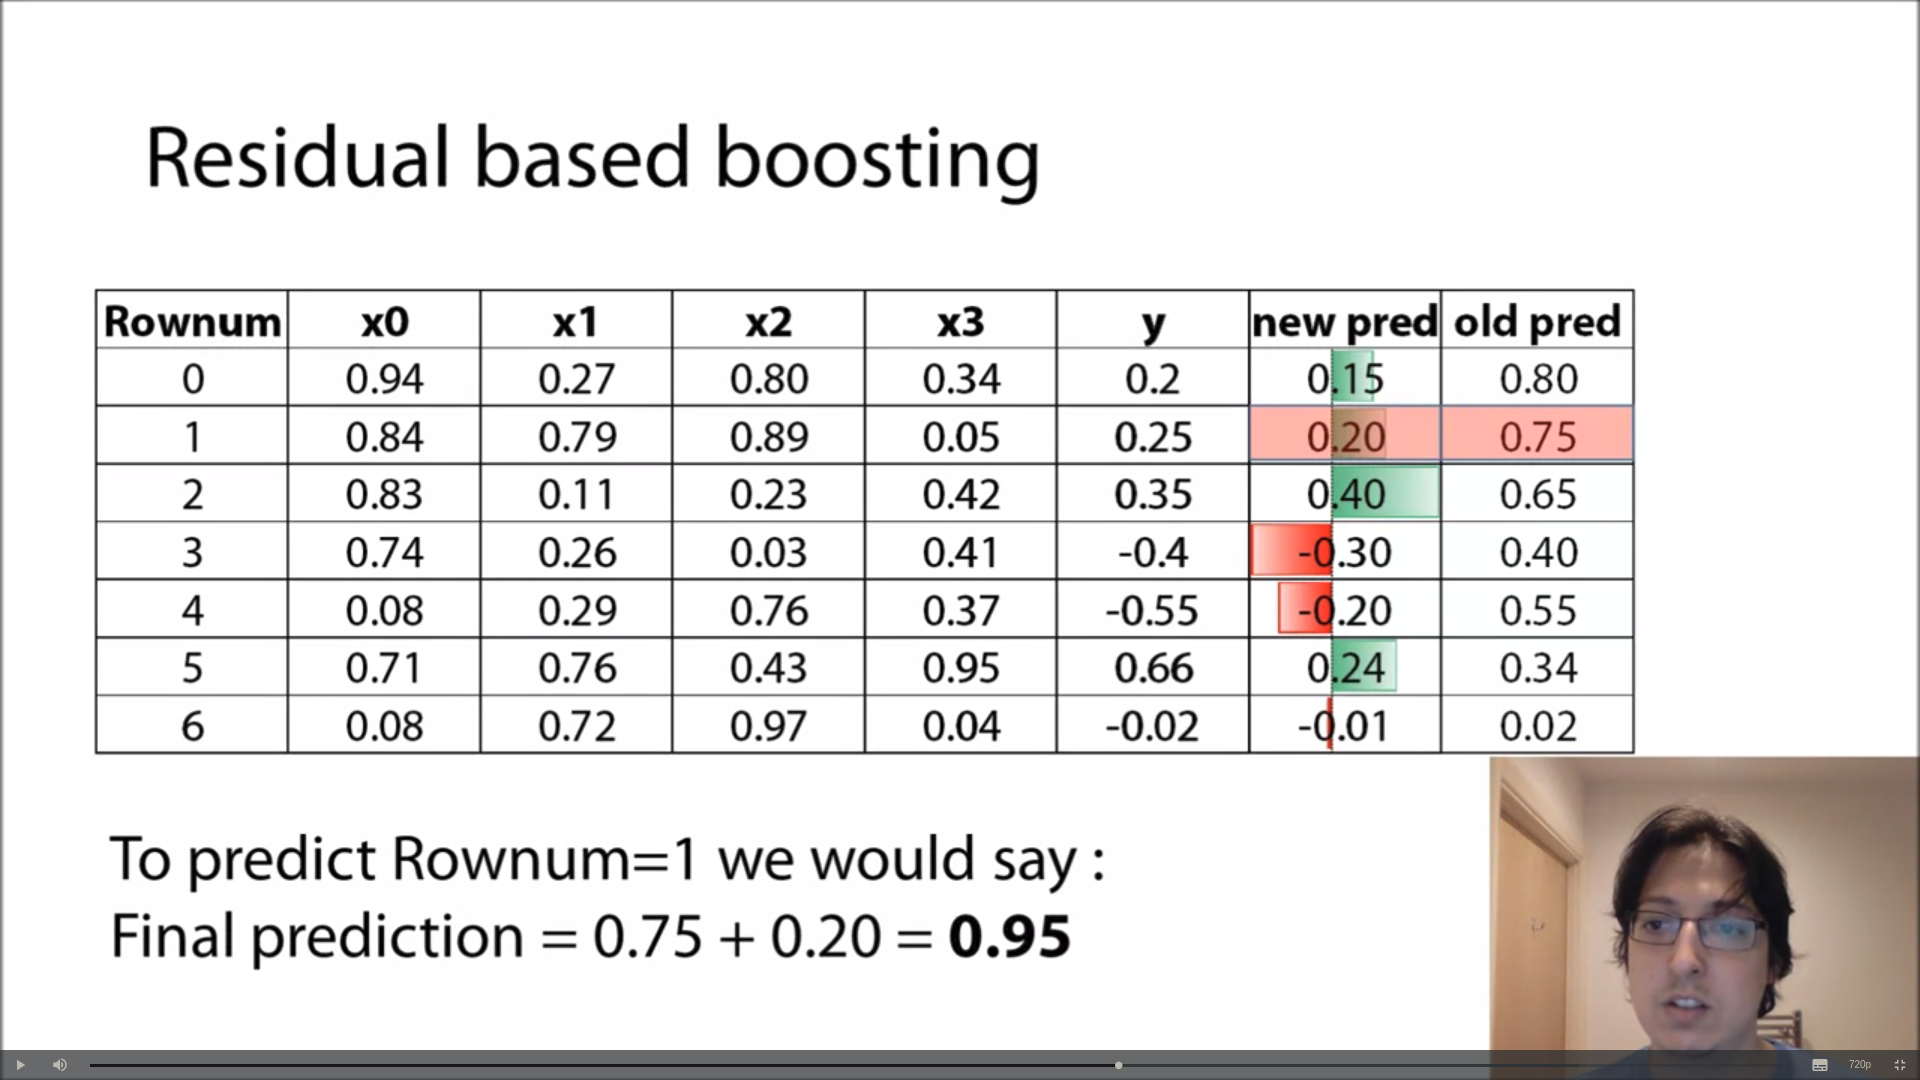 Residual based boosting
Rownum x0 x1 x2 x3 y new pred old pred
0 0.94 0.27 0.80 0.34 0.2 0.15 0.80
1 0.84 0.79 0.89 0.05 0.25 0.20 0.75
2 0.83 0.11 0.23 0.42 0.35 0.40 0.65
3 0.74 0.26 0.03 0.41 -0.4 -0.30 0.40
4 0.08 0.29 0.76 0.37 -0.55 -0.20 0.55
5 0.71 0.76 0.43 0.95 0.66 0.24 0.34
6 0.08 0.72 0.97 0.04 -0.02 -0.01 0.02
To predict Rownum=1 we would say :
Final prediction = 0.75 + 0.20 = 0.95
720p